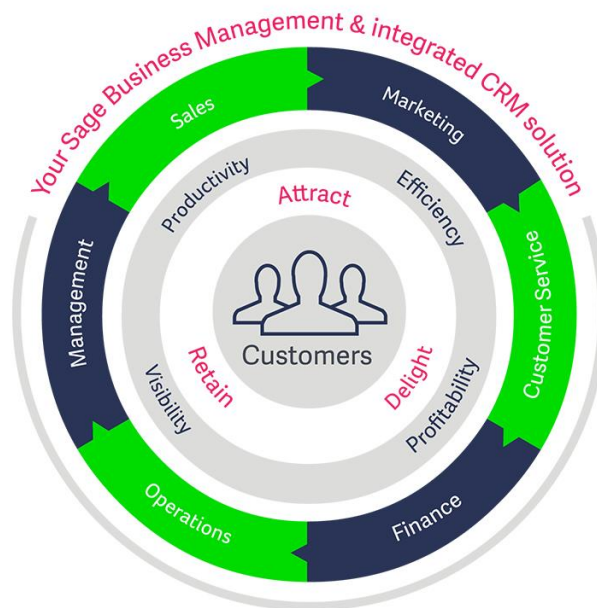 Your Sage Business Management & integrated CRM solution
Sales
Marketing
Customer Service
Finance
Operations
Management
Productivity
Efficiency
Profitability
Visibility
Attract
Delight
Retain
Customers